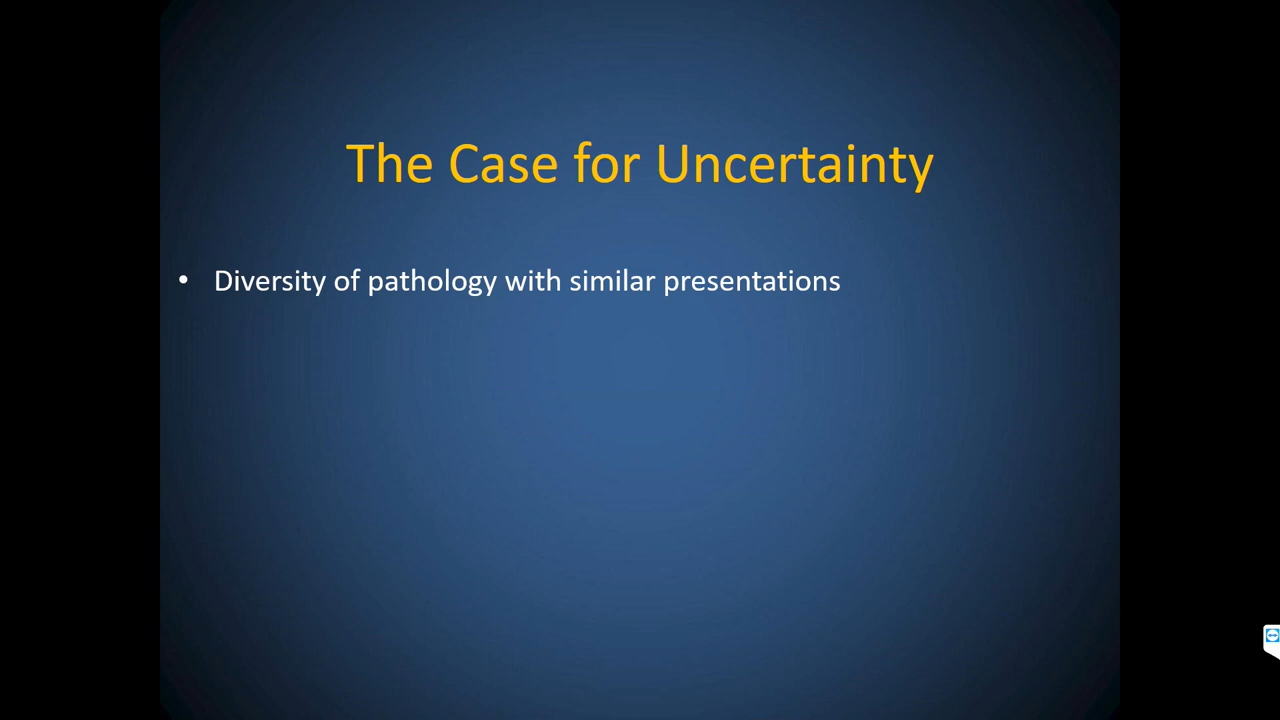 The Case for Uncertainty
• Diversity of pathology with similar presentations